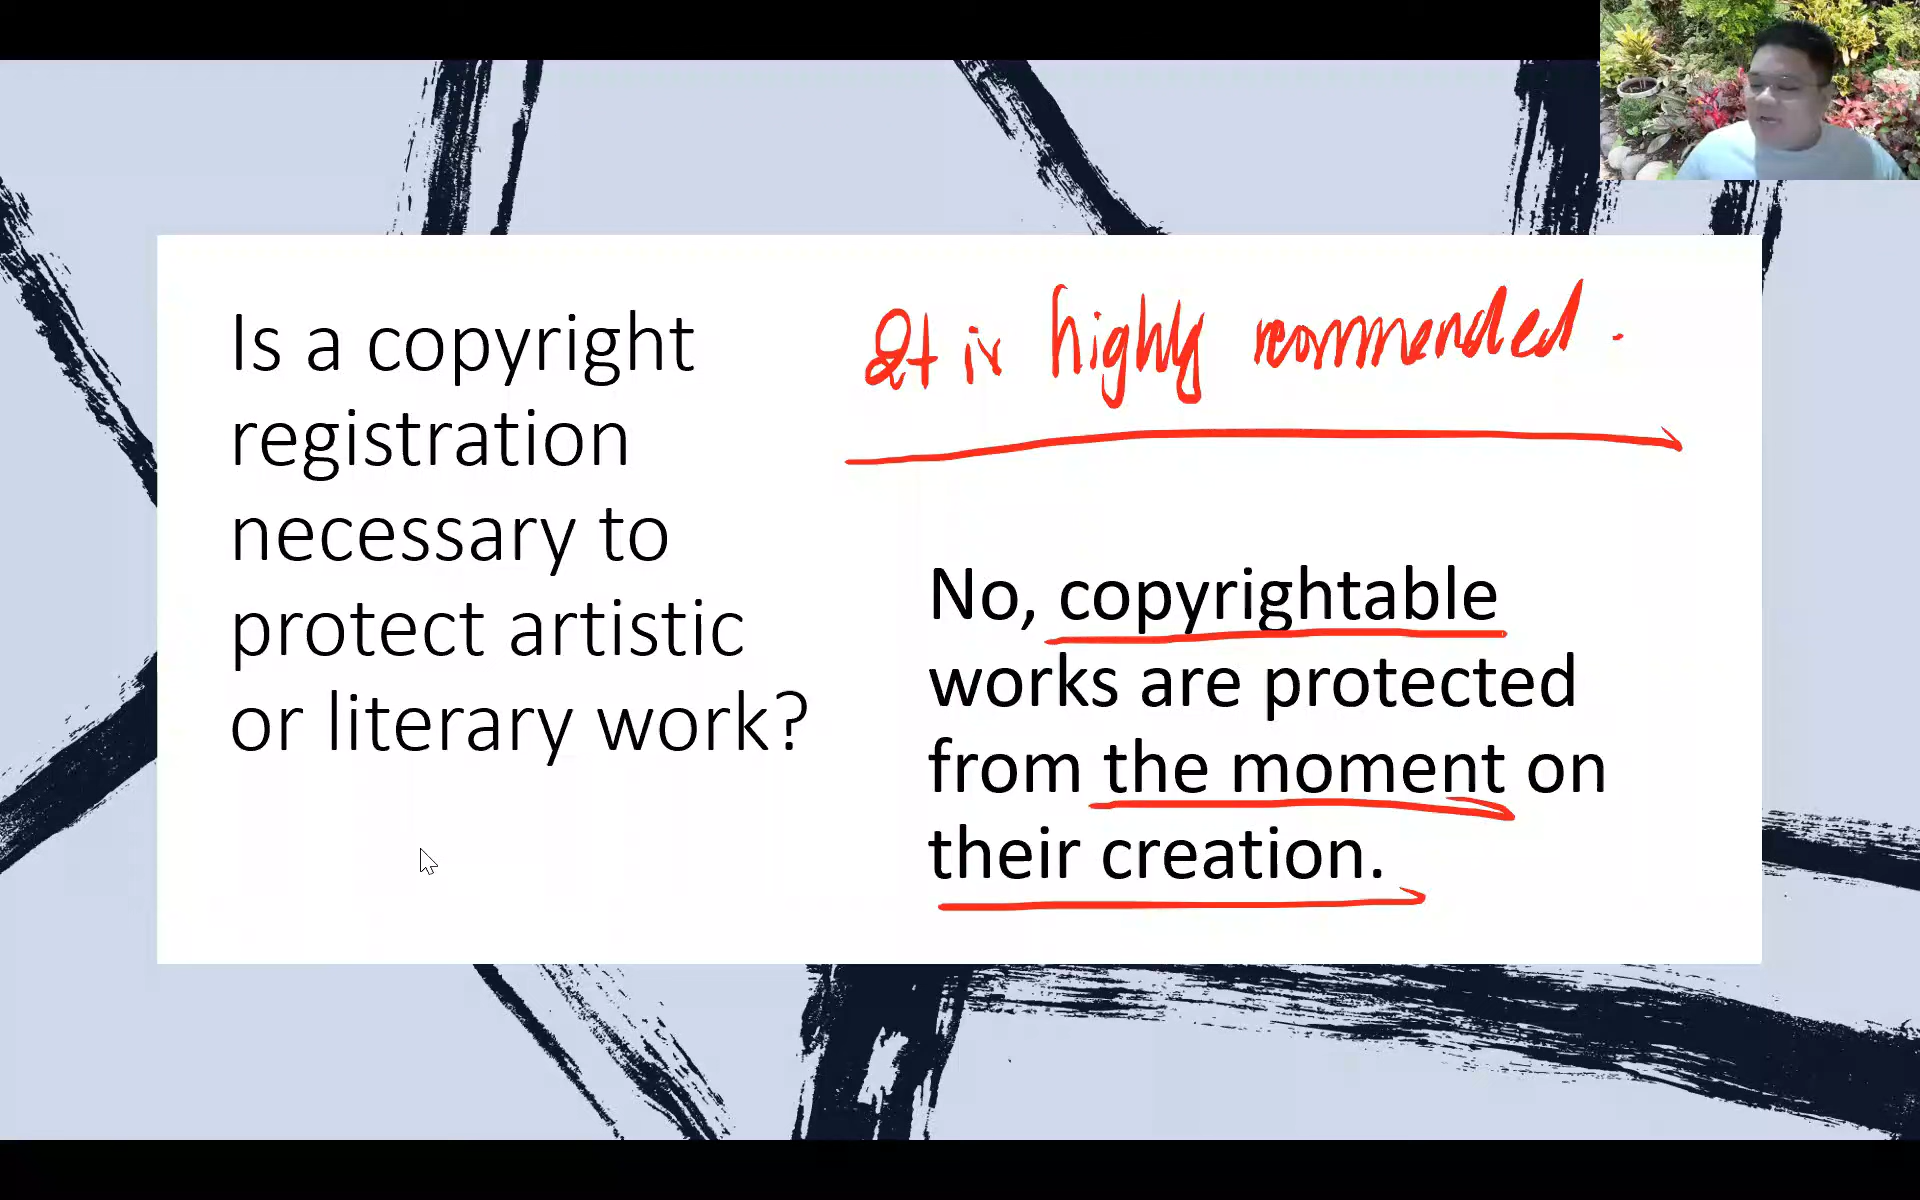 Is a copyright
registration
necessary to
protect artistic
or literary work?
It is highly recommended.
No, copyrightable
works are protected
from the moment on
their creation.